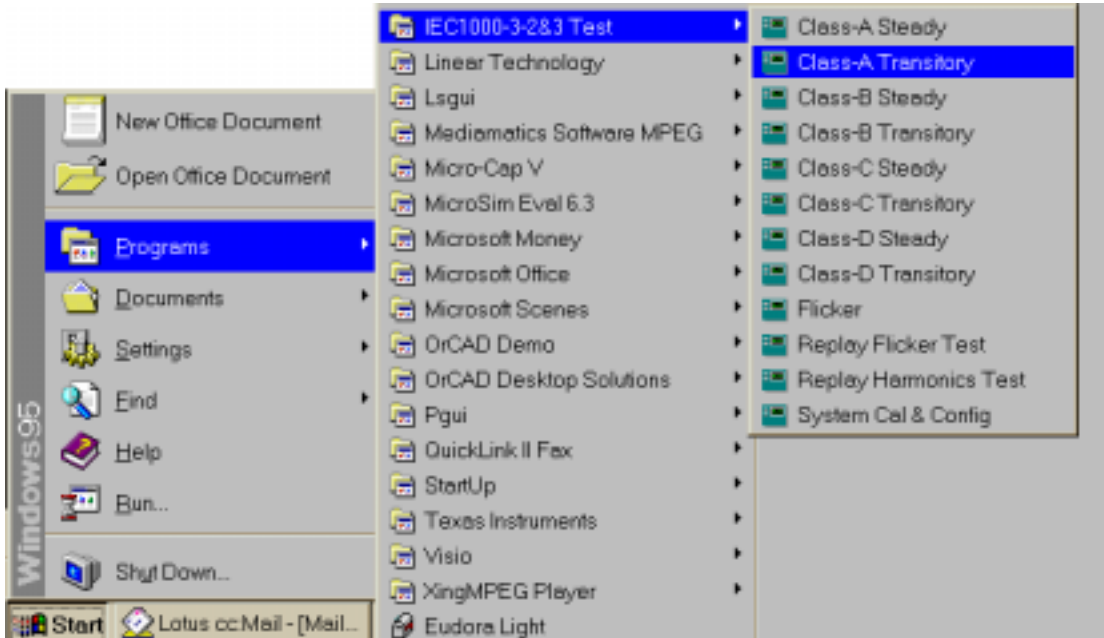 New Office Document
Open Office Document
Programs
Documents
Settings
Find
Help
Run...
Shut Down...
Windows95
Start
Lotus cc:Mail - [Mail...
IEC1000-3-2&3 Test
Linear Technology
Lsgui
Mediamatics Software MPEG
Micro-Cap V
MicroSim Eval 6.3
Microsoft Money
Microsoft Office
Microsoft Scenes
OrCAD Demo
OrCAD Desktop Solutions
Pgui
QuickLink II Fax
StartUp
Texas Instruments
Visio
XingMPEG Player
Eudora Light
Class-A Steady
Class-A Transitory
Class-B Steady
Class-B Transitory
Class-C Steady
Class-C Transitory
Class-D Steady
Class-D Transitory
Flicker
Replay Flicker Test
Replay Harmonics Test
System Cal & Config